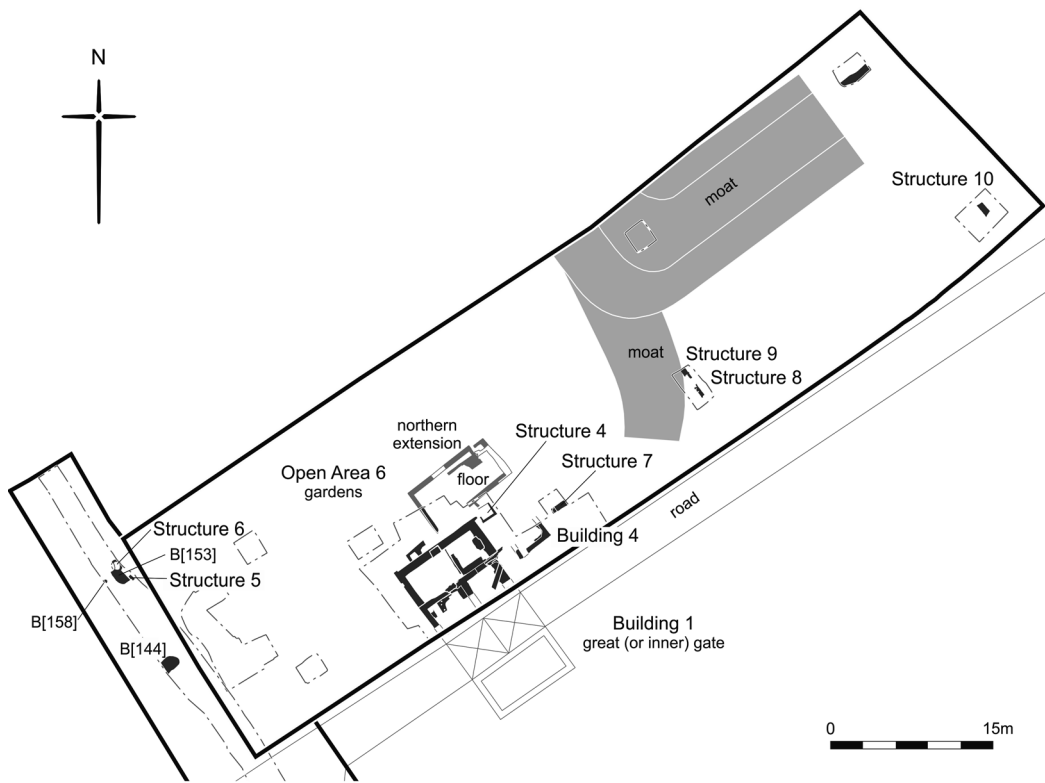 N
Structure 10
moat
moat
Structure 9
Structure 8
northern
extension
Structure 4
Open Area 6
gardens
floor
Structure 7
road
Structure 6
B[153]
Building 4
Structure 5
B[158]
B[144]
Building 1
great (or inner) gate
0
15m